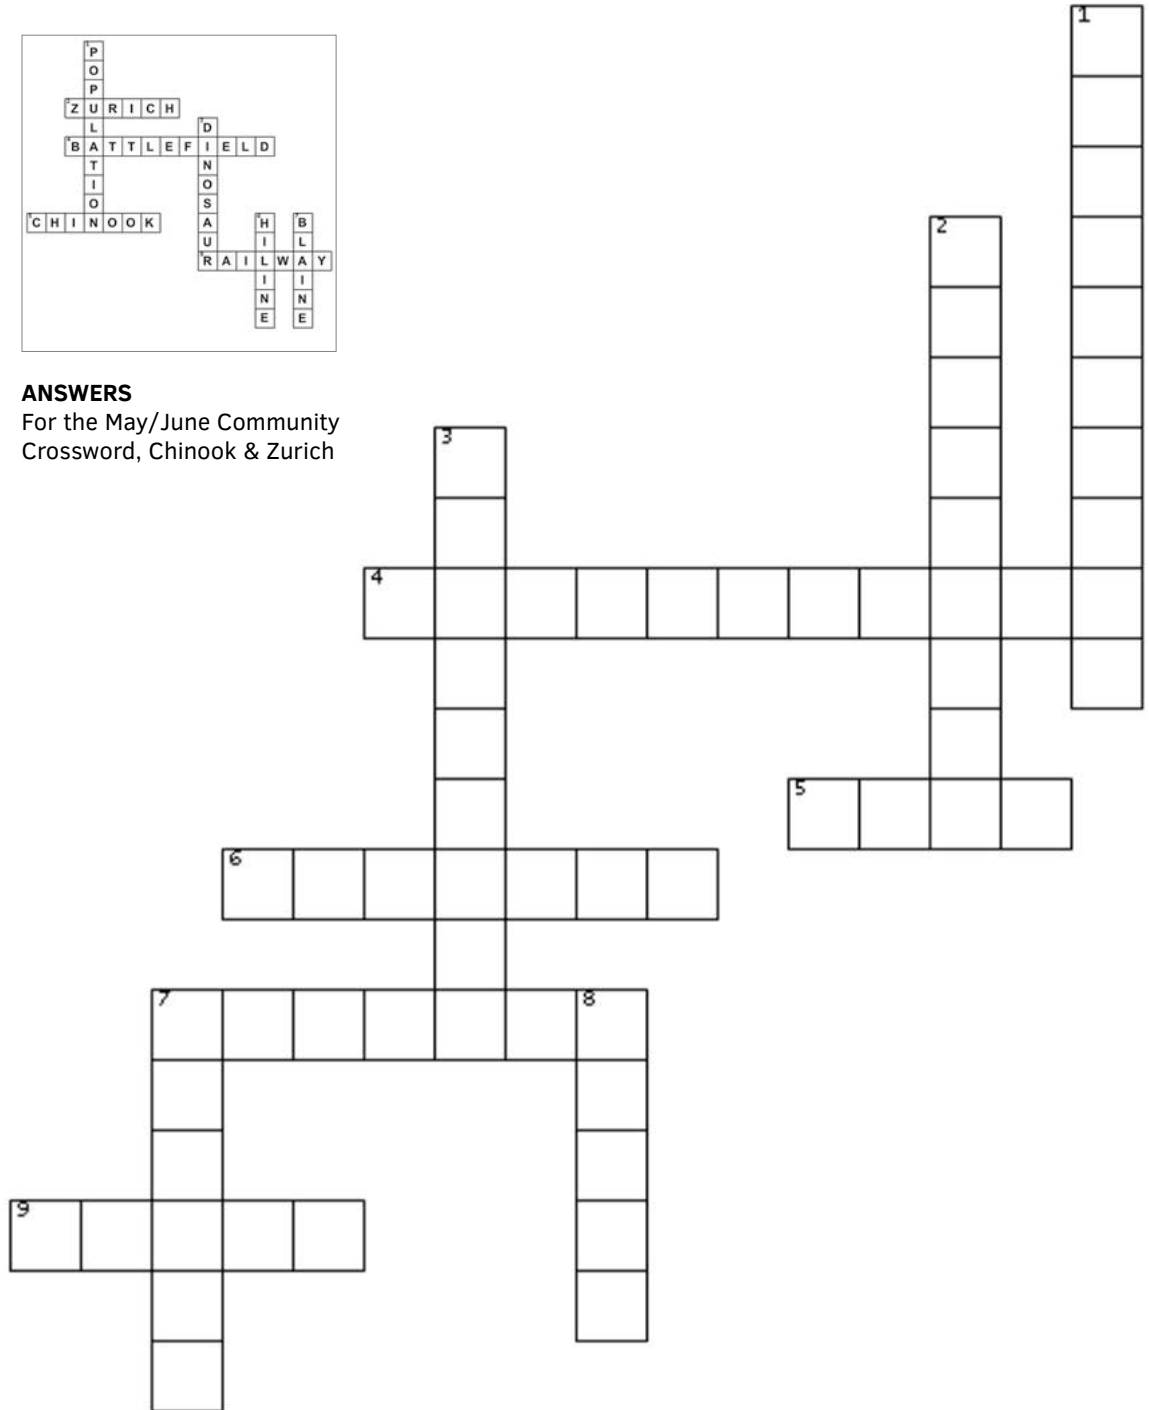 P
O
P
ZURICH
L
D
BATTLEFIELD
T
N
I
O
O
S
CHINOOK
A
H
B
U
I
L
RAILWAY
I
I
N
N
E
E
ANSWERS
For the May/June Community
Crossword, Chinook & Zurich
1
2
3
4
5
6
7
8
9